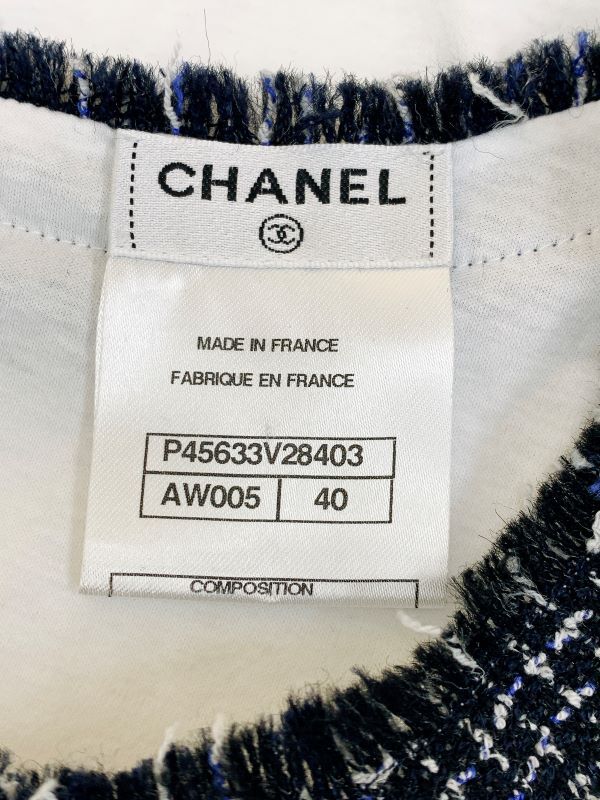 CHANEL
MADE IN FRANCE
FABRIQUE EN FRANCE
P45633V28403
AW005 40
COMPOSITION